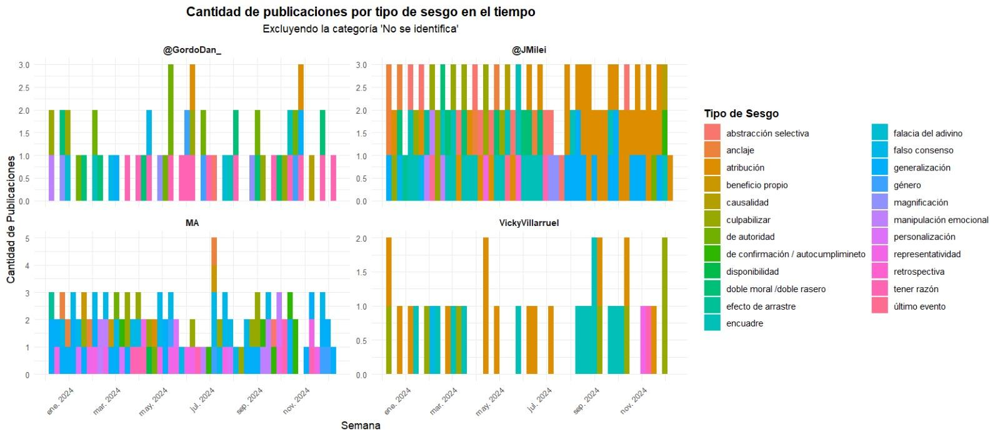 Cantidad de publicaciones por tipo de sesgo en el tiempo
Excluyendo la categoría 'No se identifica'
@GordoDan_
@JMilei
3.0
2.5
2.0
1.5
1.0
0.5
0.0
3.0
2.5
2.0
1.5
1.0
0.5
0.0
MA
VickyVillarruel
5
4
3
2
1
0
2.0
1.5
1.0
0.5
0.0
ene. 2024
mar. 2024
may. 2024
jul. 2024
sep. 2024
nov. 2024
ene. 2024
mar. 2024
may. 2024
jul. 2024
sep. 2024
nov. 2024
Cantidad de Publicaciones
Semana
Tipo de Sesgo
abstracción selectiva
anclaje
atribución
beneficio propio
causalidad
culpabilizar
de autoridad
de confirmación / autocumplimineto
disponibilidad
doble moral /doble rasero
efecto de arrastre
encuadre
falacia del adivino
falso consenso
generalización
género
magnificación
manipulación emocional
personalización
representatividad
retrospectiva
tener razón
último evento